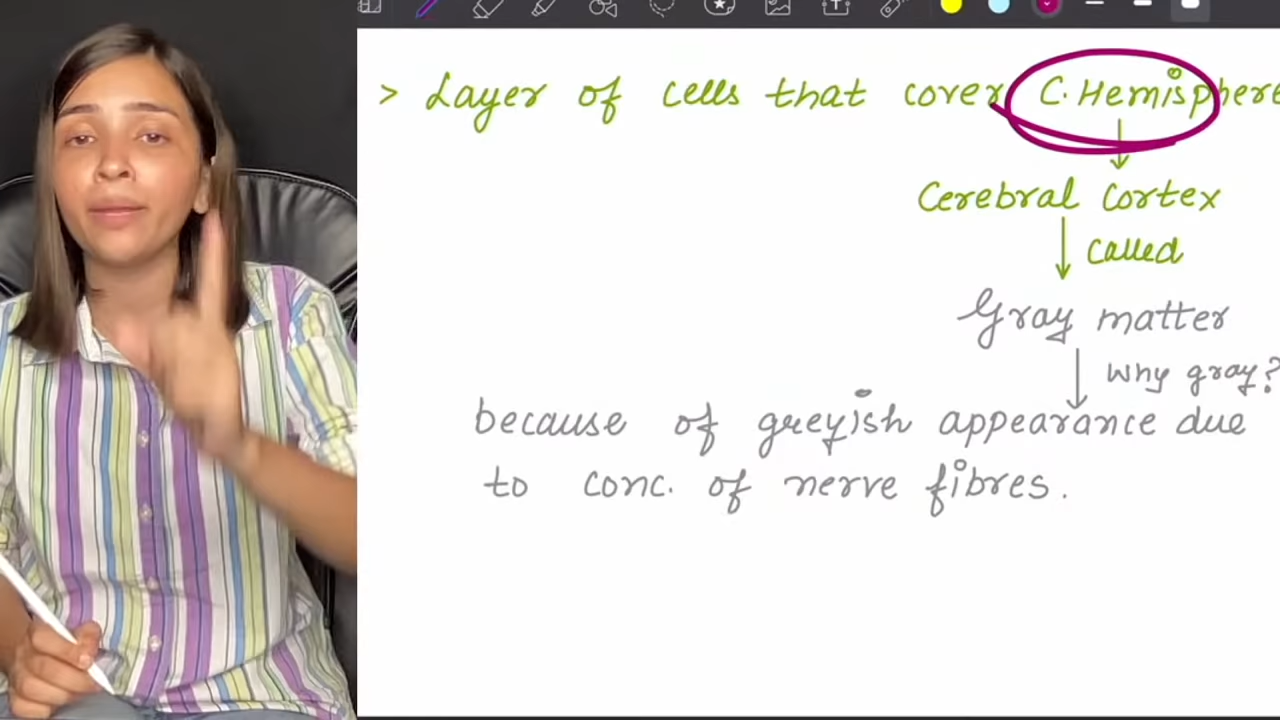 > Layer of cells that cover C. Hemisphere
Cerebral Cortex
called
Gray matter
Why gray?
because of greyish appearance due
to conc. of nerve fibres.